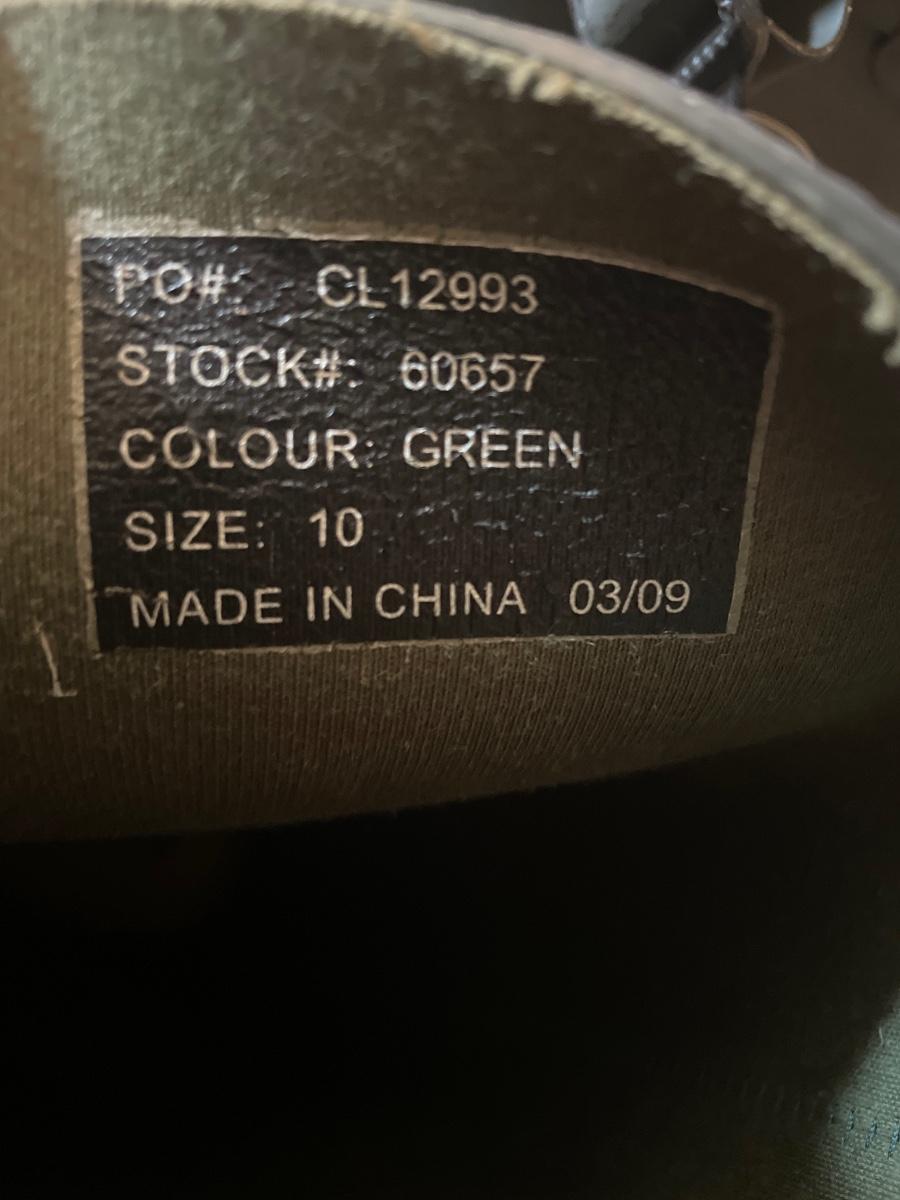 PO#: CL12993
STOCK#: 60657
COLOUR: GREEN
SIZE: 10
MADE IN CHINA 03/09